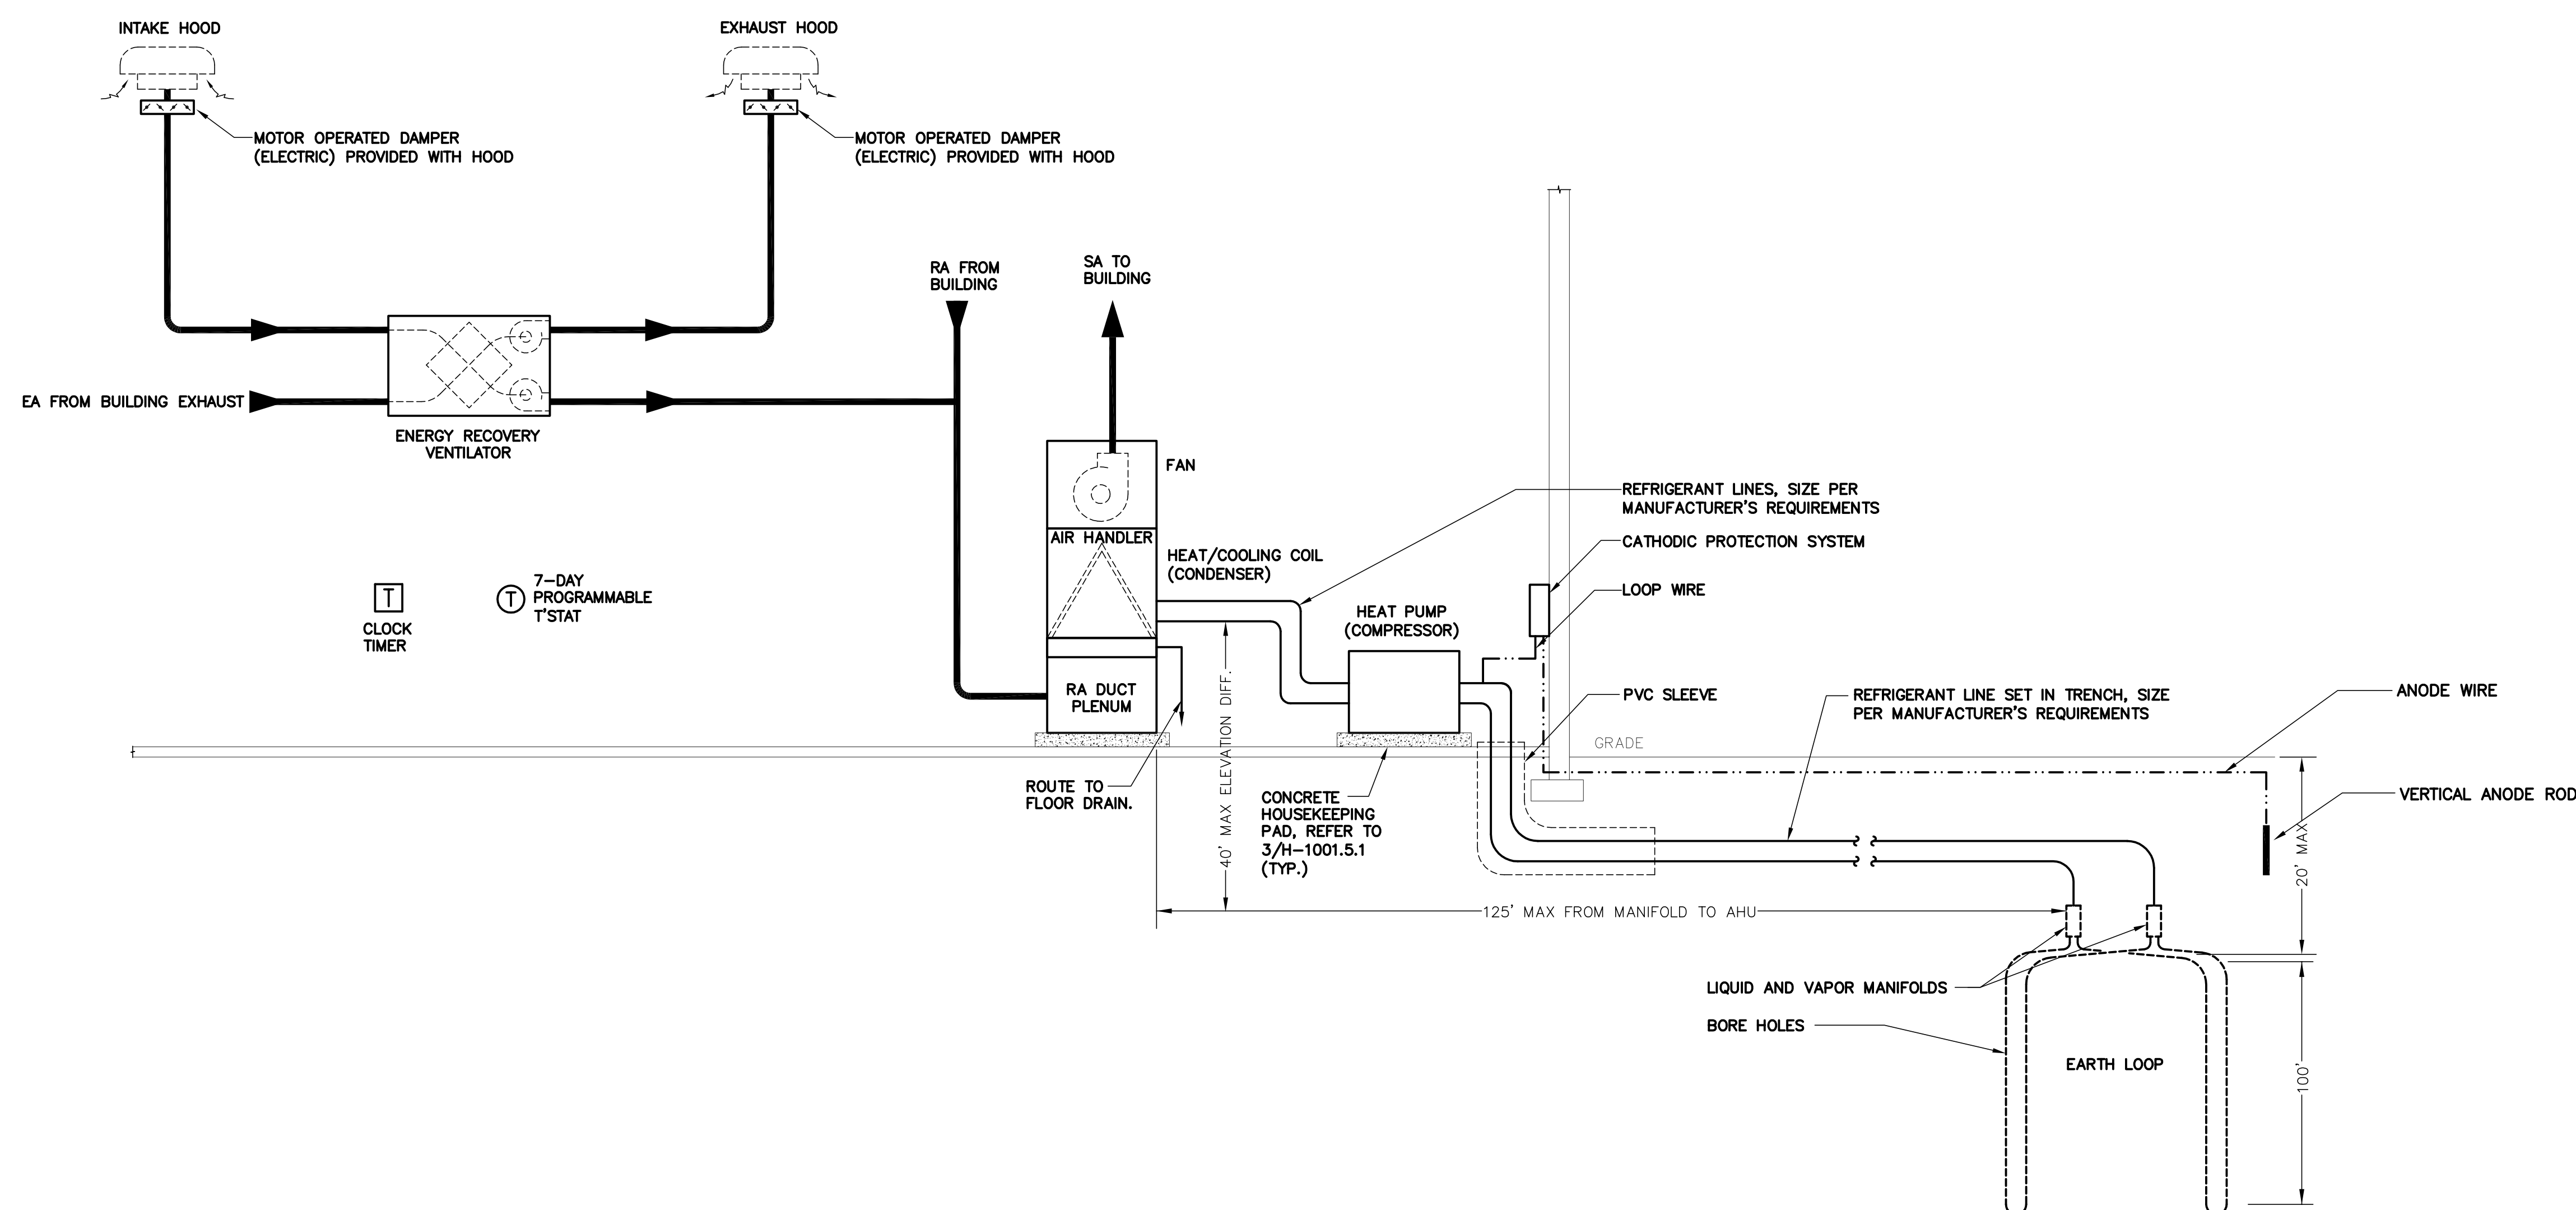 INTAKE HOOD
EXHAUST HOOD
MOTOR OPERATED DAMPER
(ELECTRIC) PROVIDED WITH HOOD
MOTOR OPERATED DAMPER
(ELECTRIC) PROVIDED WITH HOOD
RA FROM
BUILDING
SA TO
BUILDING
EA FROM BUILDING EXHAUST
ENERGY RECOVERY
VENTILATOR
FAN
AIR HANDLER
HEAT/COOLING COIL
(CONDENSER)
REFRIGERANT LINES, SIZE PER
MANUFACTURER'S REQUIREMENTS
CATHODIC PROTECTION SYSTEM
LOOP WIRE
T
CLOCK
TIMER
T
7-DAY
PROGRAMMABLE
T'STAT
HEAT PUMP
(COMPRESSOR)
RA DUCT
PLENUM
PVC SLEEVE
REFRIGERANT LINE SET IN TRENCH, SIZE
PER MANUFACTURER'S REQUIREMENTS
ANODE WIRE
GRADE
VERTICAL ANODE ROD
ROUTE TO
FLOOR DRAIN.
40' MAX ELEVATION DIFF.
CONCRETE
HOUSEKEEPING
PAD, REFER TO
3/H-1001.5.1
(TYP.)
20' MAX
125' MAX FROM MANIFOLD TO AHU
LIQUID AND VAPOR MANIFOLDS
BORE HOLES
EARTH LOOP
100'